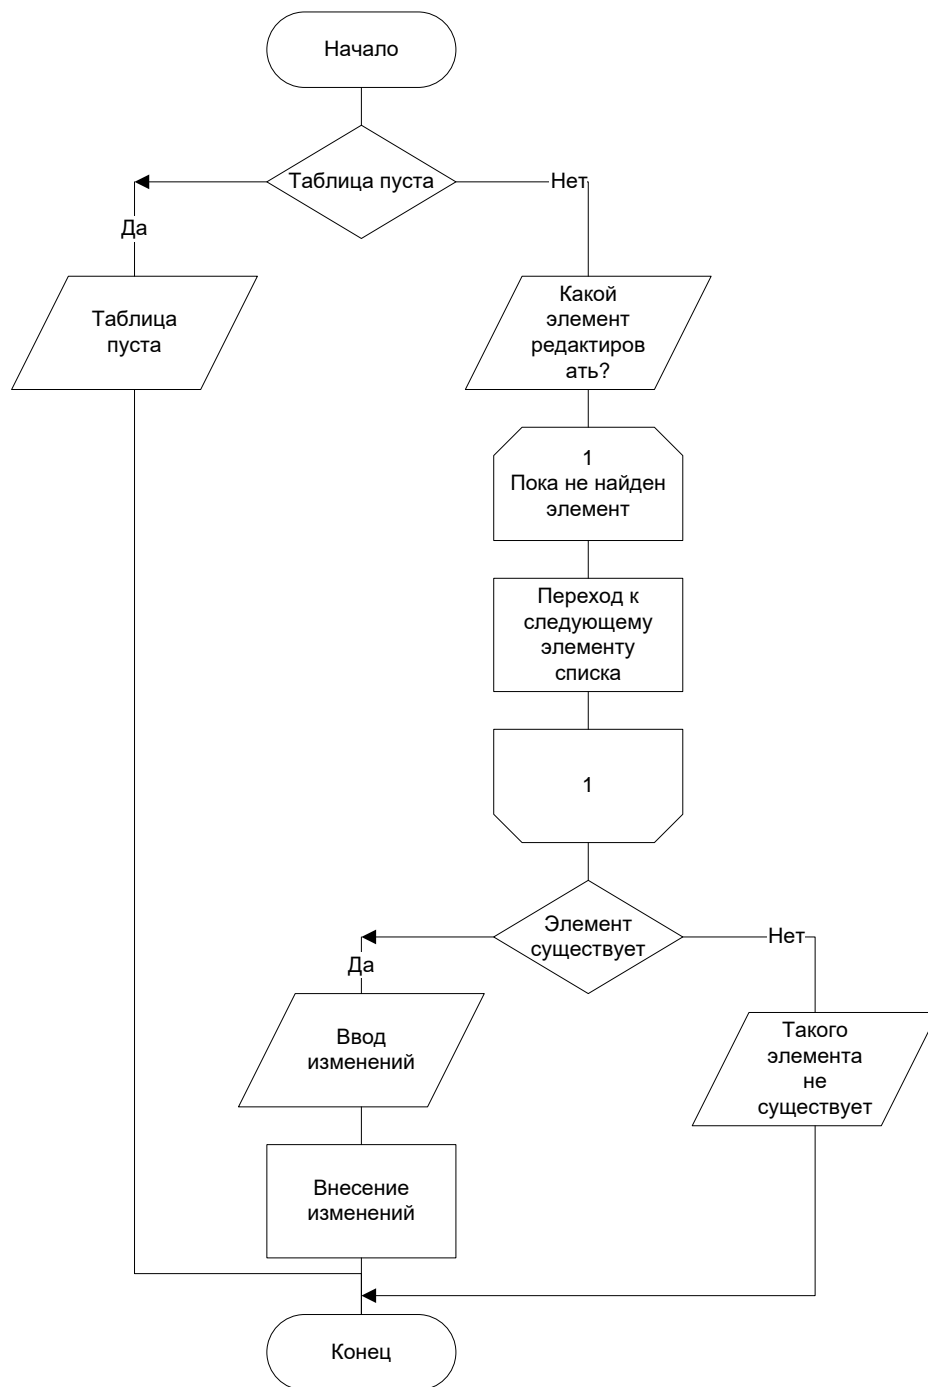 Начало
Таблица пуста
Нет
Да
Таблица
пуста
Какой
элемент
редактиров
ать?
1
Пока не найден
элемент
Переход к
следующему
элементу
списка
1
Элемент
существует
Да
Нет
Ввод
изменений
Такого
элемента
не
существует
Внесение
изменений
Конец